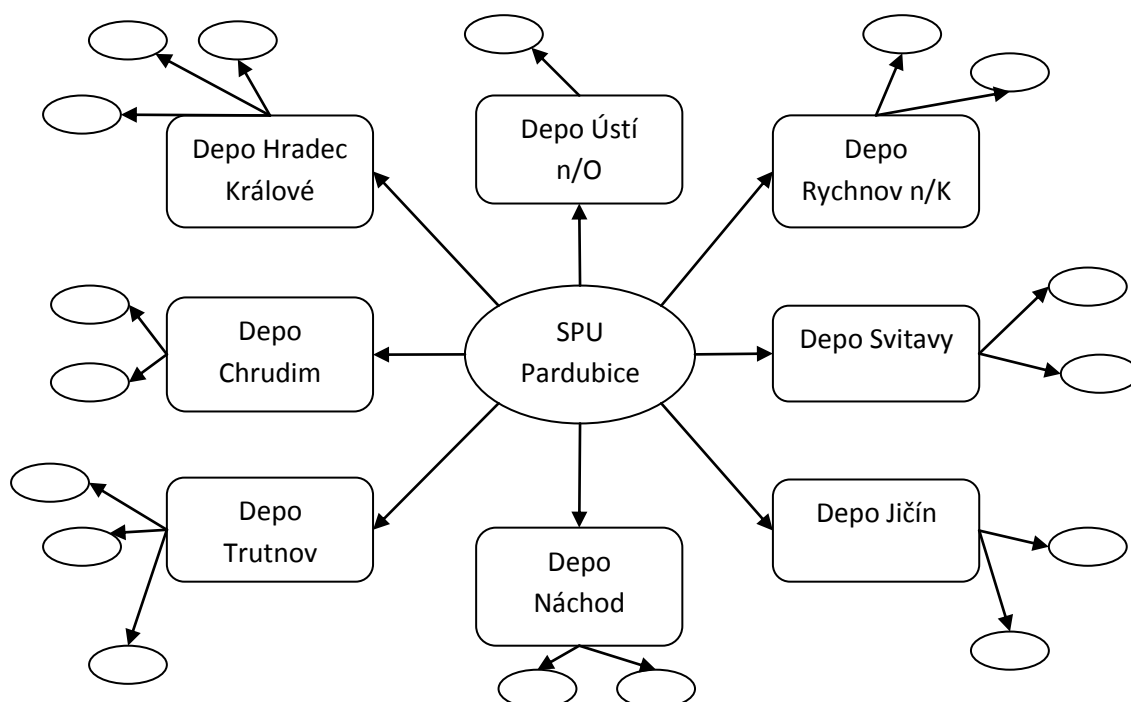 Depo Hradec
Králové
Depo Ústí
n/O
Depo
Rychnov n/K
Depo
Chrudim
SPU
Pardubice
Depo Svitavy
Depo
Trutnov
Depo
Náchod
Depo Jičín